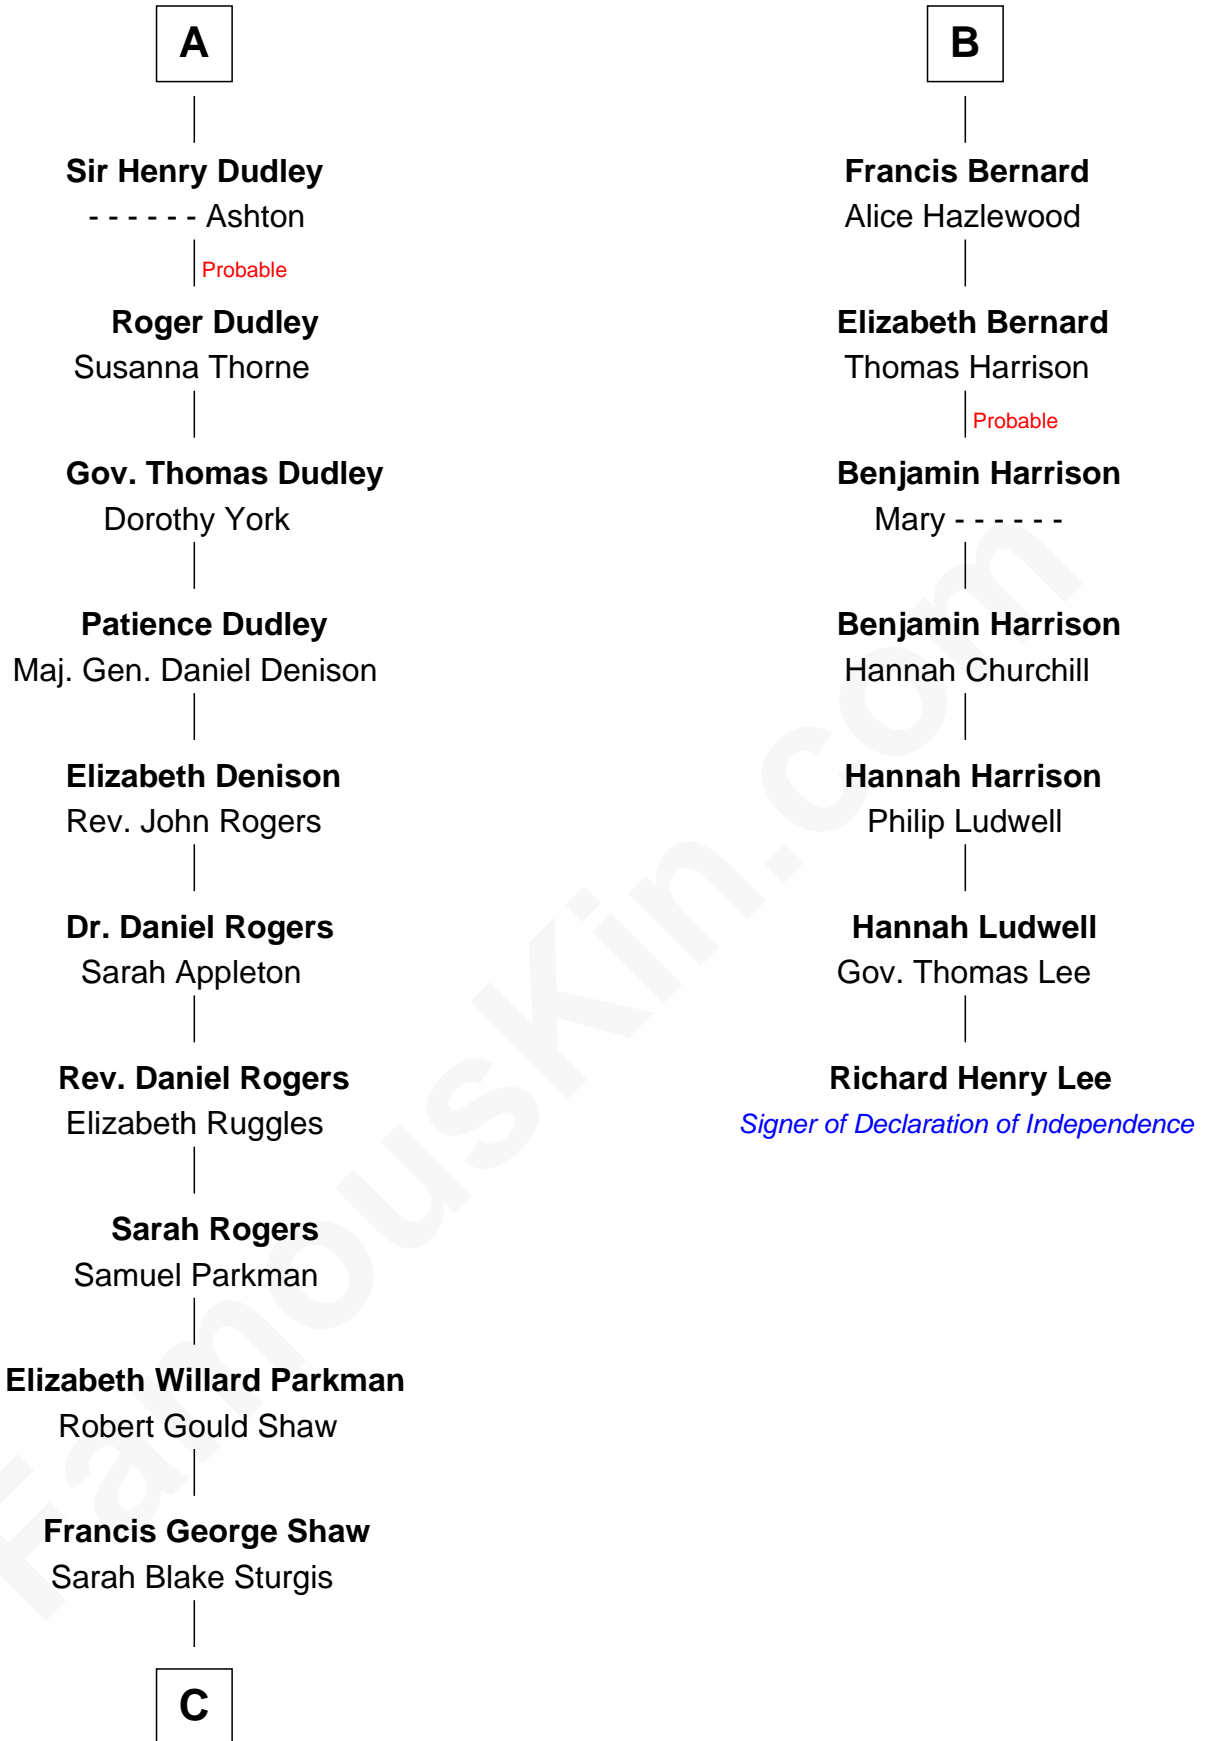 A
Sir Henry Dudley
- - - - - - Ashton
Probable
Roger Dudley
Susanna Thorne
Gov. Thomas Dudley
Dorothy York
Patience Dudley
Maj. Gen. Daniel Denison
Elizabeth Denison
Rev. John Rogers
Dr. Daniel Rogers
Sarah Appleton
Rev. Daniel Rogers
Elizabeth Ruggles
Sarah Rogers
Samuel Parkman
Elizabeth Willard Parkman
Robert Gould Shaw
Francis George Shaw
Sarah Blake Sturgis
C
B
Francis Bernard
Alice Hazlewood
Elizabeth Bernard
Thomas Harrison
Probable
Benjamin Harrison
Mary - - - - - -
Benjamin Harrison
Hannah Churchill
Hannah Harrison
Philip Ludwell
Hannah Ludwell
Gov. Thomas Lee
Richard Henry Lee
Signer of Declaration of Independence
FamousKin.com